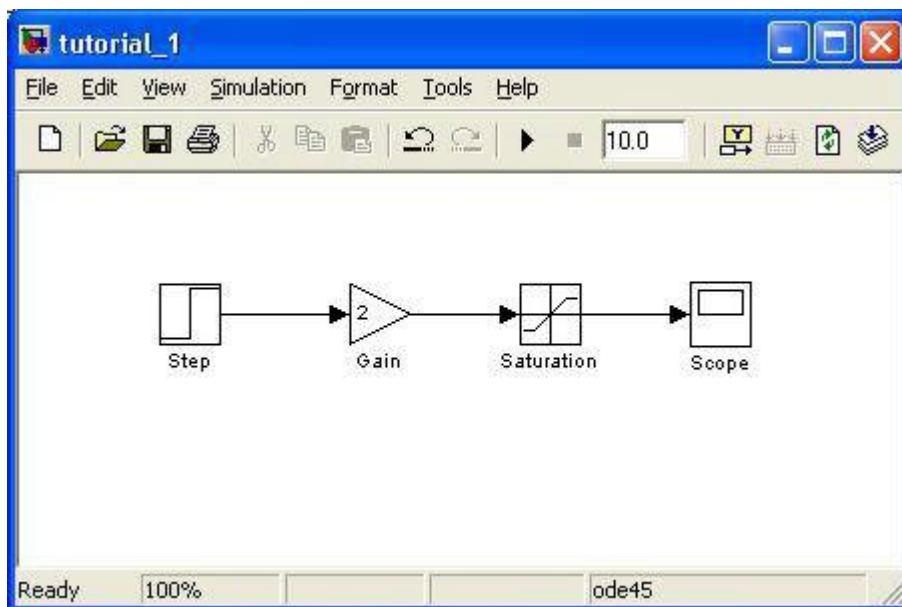 tutorial_1
File Edit View Simulation Format Tools Help
10.0
2
Step Gain Saturation Scope
Ready 100% ode45